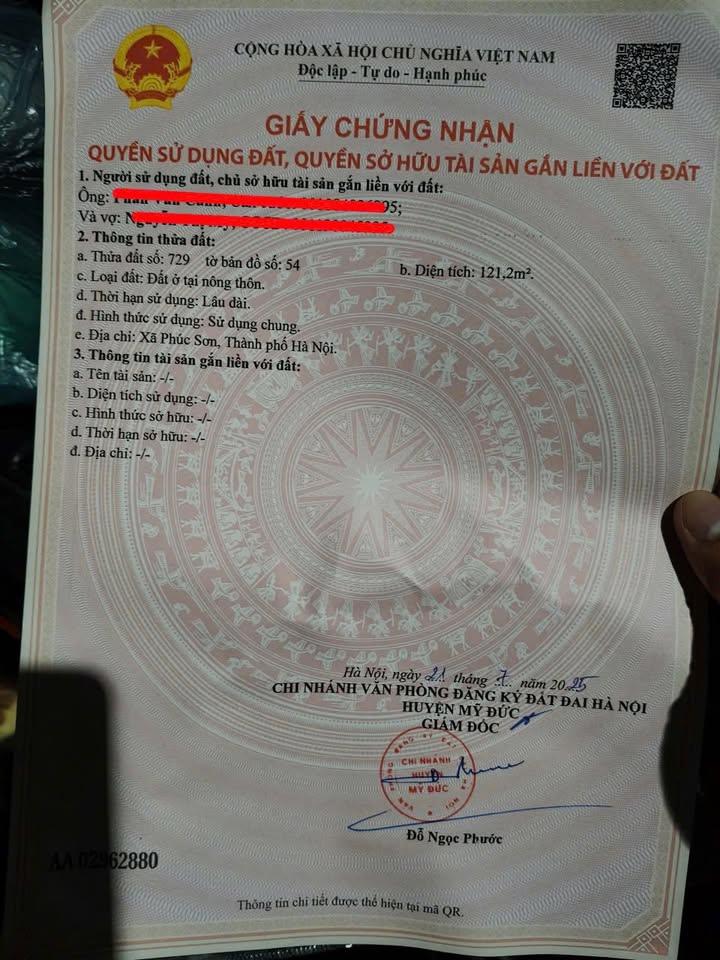 CỘNG HÒA XÃ HỘI CHỦ NGHĨA VIỆT NAM
Độc lập - Tự do - Hạnh phúc
GIẤY CHỨNG NHẬN
QUYỀN SỬ DỤNG ĐẤT, QUYỀN SỞ HỮU TÀI SẢN GẮN LIỀN VỚI ĐẤT
1. Người sử dụng đất, chủ sở hữu tài sản gắn liền với đất:
Ông: 95;
Và vợ:
2. Thông tin thửa đất:
a. Thửa đất số: 729 tờ bản đồ số: 54 b. Diện tích: 121,2m².
c. Loại đất: Đất ở tại nông thôn.
d. Thời hạn sử dụng: Lâu dài.
đ. Hình thức sử dụng: Sử dụng chung.
e. Địa chỉ: Xã Phúc Sơn, Thành phố Hà Nội.
3. Thông tin tài sản gắn liền với đất:
a. Tên tài sản: -/-
b. Diện tích sử dụng: -/-
c. Hình thức sở hữu: -/-
d. Thời hạn sở hữu: -/-
đ. Địa chỉ: -/-
Hà Nội, ngày 21 tháng 7 năm 2025
CHI NHÁNH VĂN PHÒNG ĐĂNG KÝ ĐẤT ĐAI HÀ NỘI
HUYỆN MỸ ĐỨC
GIÁM ĐỐC
CHI NHÁNH
HUYỆN
MỸ ĐỨC
Đỗ Ngọc Phước
AA 02962880
Thông tin chi tiết được thể hiện tại mã QR.